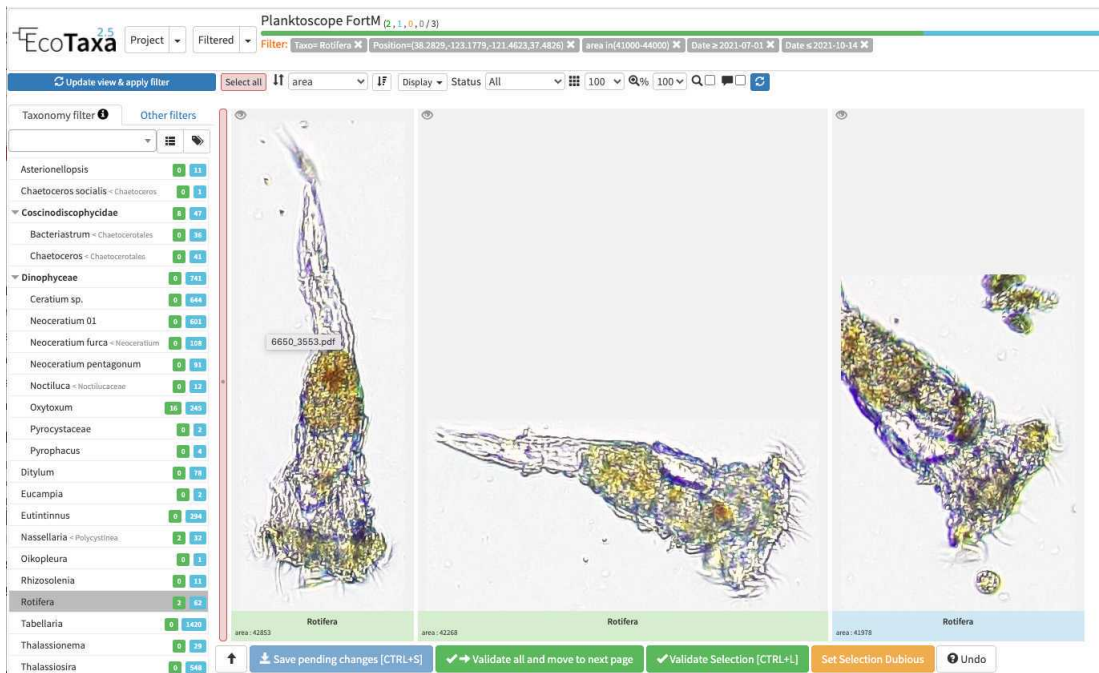 EcoTaxa 2.5
Project
Filtered
Planktoscope FortM (2, 1, 0, 0 / 3)
Filter: Taxo= Rotifera ✖ Position=(38.2829,-123.1779,-121.4623,37.4826) ✖ area in(41000-44000) ✖ Date ≥ 2021-07-01 ✖ Date ≤ 2021-10-14 ✖
Update view & apply filter
Select all area Display Status All 100 % 100
Taxonomy filter Other filters
Asterionellopsis 0 11
Chaetoceros socialis < Chaetoceros 0 1
Coscinodiscophycidae 8 47
Bacteriastrum < Chaetocerotales 0 36
Chaetoceros < Chaetocerotales 0 41
Dinophyceae 0 741
Ceratium sp. 0 644
Neoceratium 01 0 601
Neoceratium furca < Neoceratium 0 108
Neoceratium pentagonum 0 91
Noctiluca < Noctilucaceae 0 12
Oxytoxum 16 245
Pyrocystaceae 0 2
Pyrophacus 0 4
Ditylum 0 78
Eucampia 0 2
Eutintinnus 0 294
Nassellaria < Polycystinea 2 32
Oikopleura 0 1
Rhizosolenia 0 11
Rotifera 2 62
Tabellaria 0 1420
Thalassionema 0 29
Thalassiosira 0 548
6650_3553.pdf
Rotifera
area : 42853
Rotifera
area : 42268
Rotifera
area : 41978
Save pending changes [CTRL+S]
Validate all and move to next page
Validate Selection [CTRL+L]
Set Selection Dubious
Undo